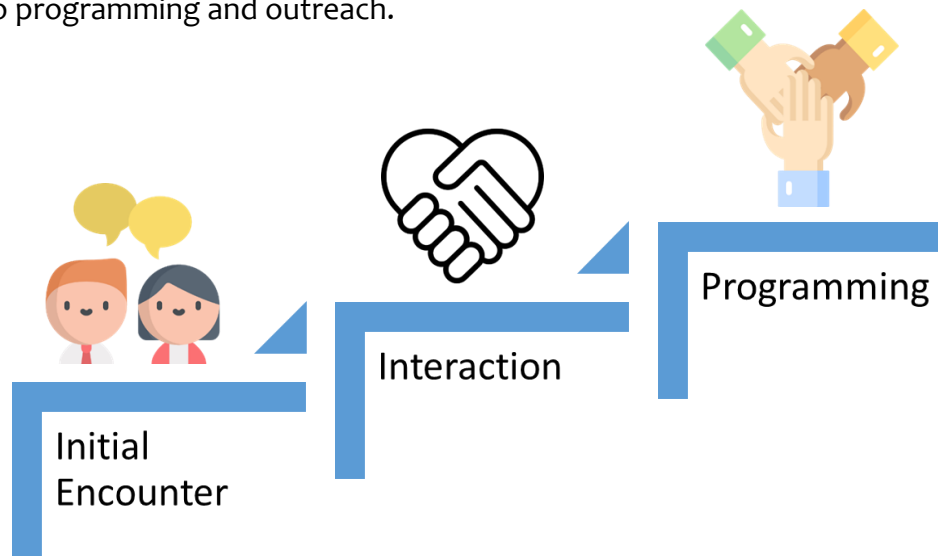 programming and outreach.
Programming
Interaction
Initial
Encounter